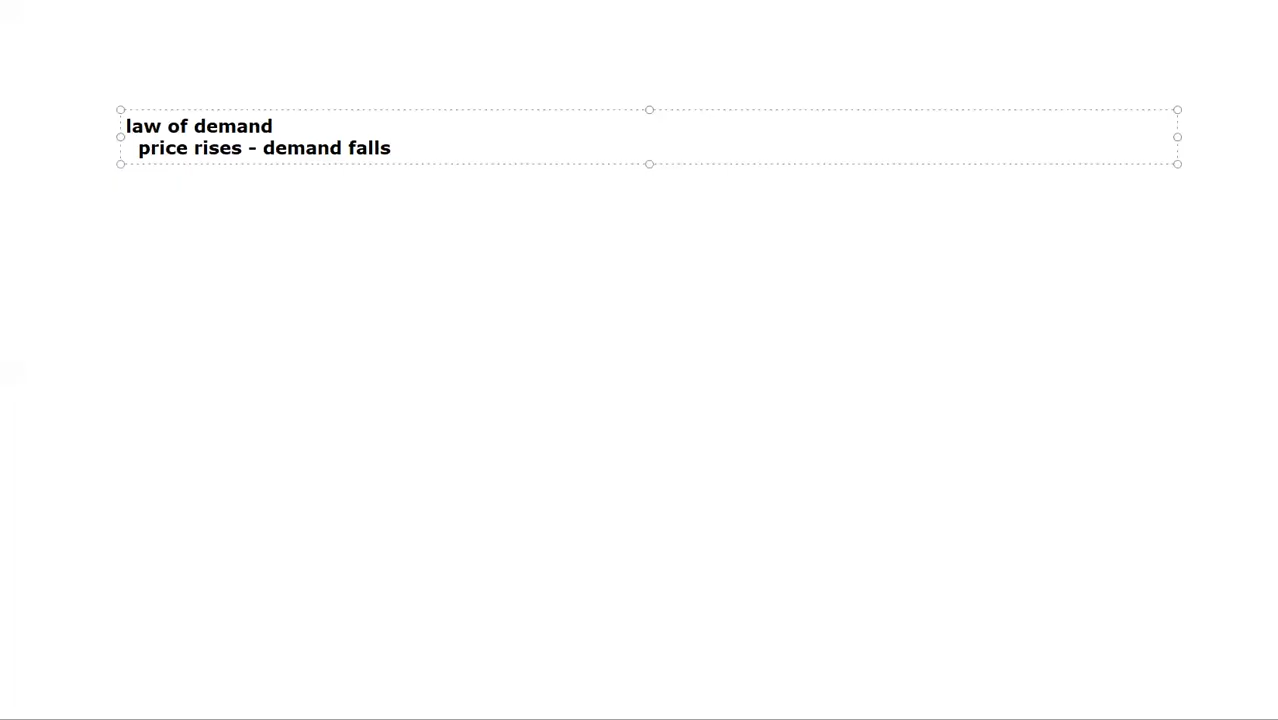 law of demand
price rises - demand falls